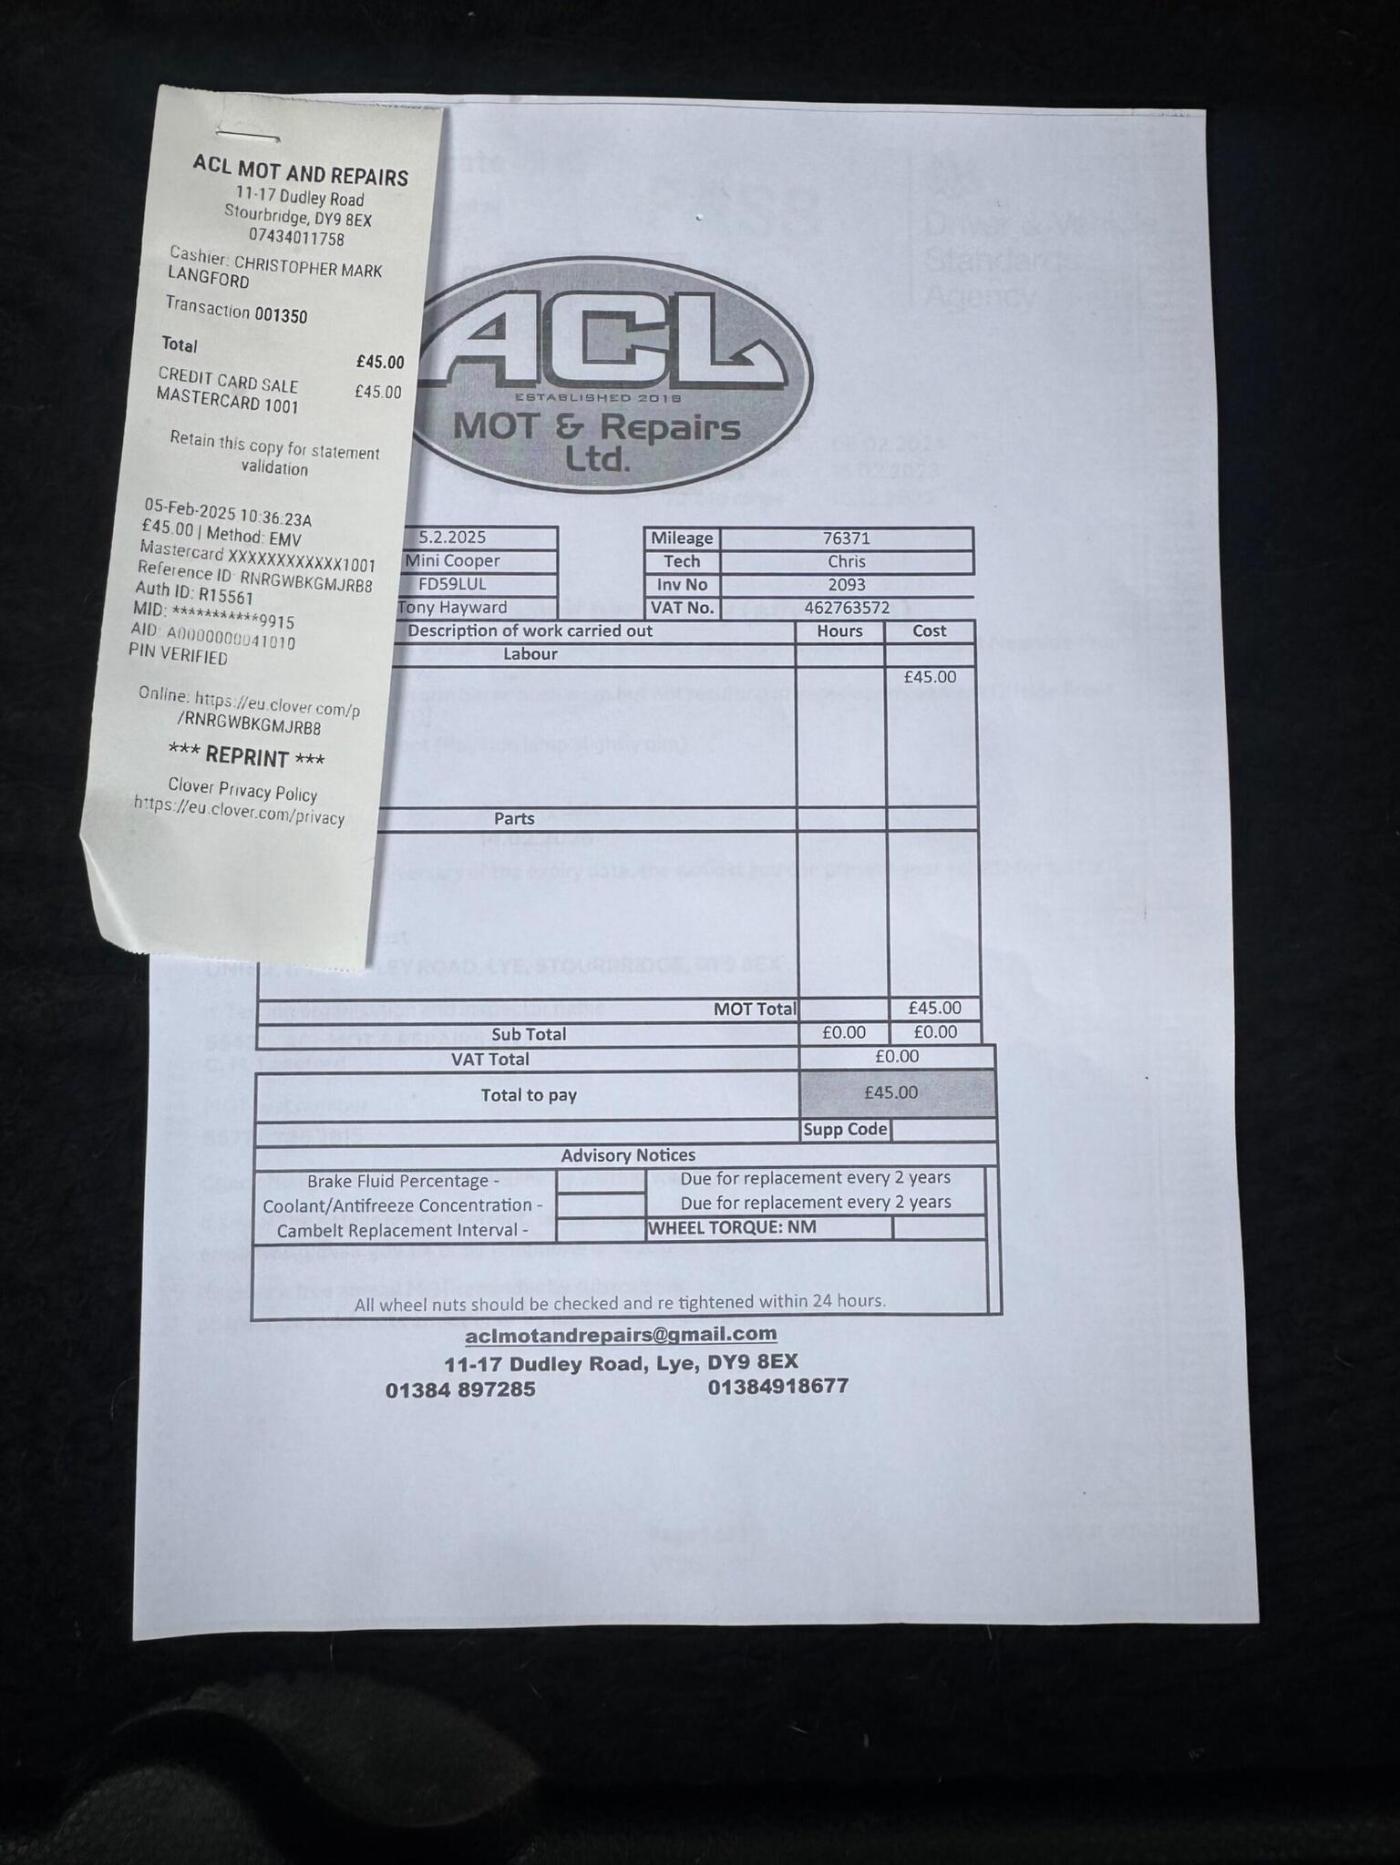 ACL MOT AND REPAIRS
11-17 Dudley Road
Stourbridge, DY9 8EX
07434011758
Cashier: CHRISTOPHER MARK
LANGFORD
Transaction 001350
Total £45.00
CREDIT CARD SALE £45.00
MASTERCARD 1001
Retain this copy for statement
validation
05-Feb-2025 10:36:23A
£45.00 | Method: EMV
Mastercard XXXXXXXXXXXX1001
Reference ID: RNRGWBKGMJRB8
Auth ID: R15561
MID: ***********9915
AID: A0000000041010
PIN VERIFIED
Online: https://eu.clover.com/p
/RNRGWBKGMJRB8
*** REPRINT ***
Clover Privacy Policy
https://eu.clover.com/privacy
ACL
ESTABLISHED 2019
MOT & Repairs
Ltd.
5.2.2025 Mileage 76371
Mini Cooper Tech Chris
FD59LUL Inv No 2093
Tony Hayward VAT No. 462763572
Description of work carried out Hours Cost
Labour
£45.00
Parts
MOT Total £45.00
Sub Total £0.00 £0.00
VAT Total £0.00
Total to pay £45.00
Supp Code
Advisory Notices
Brake Fluid Percentage - Due for replacement every 2 years
Coolant/Antifreeze Concentration - Due for replacement every 2 years
Cambelt Replacement Interval - WHEEL TORQUE: NM
All wheel nuts should be checked and re tightened within 24 hours.
aclmotandrepairs@gmail.com
11-17 Dudley Road, Lye, DY9 8EX
01384 897285 01384918677